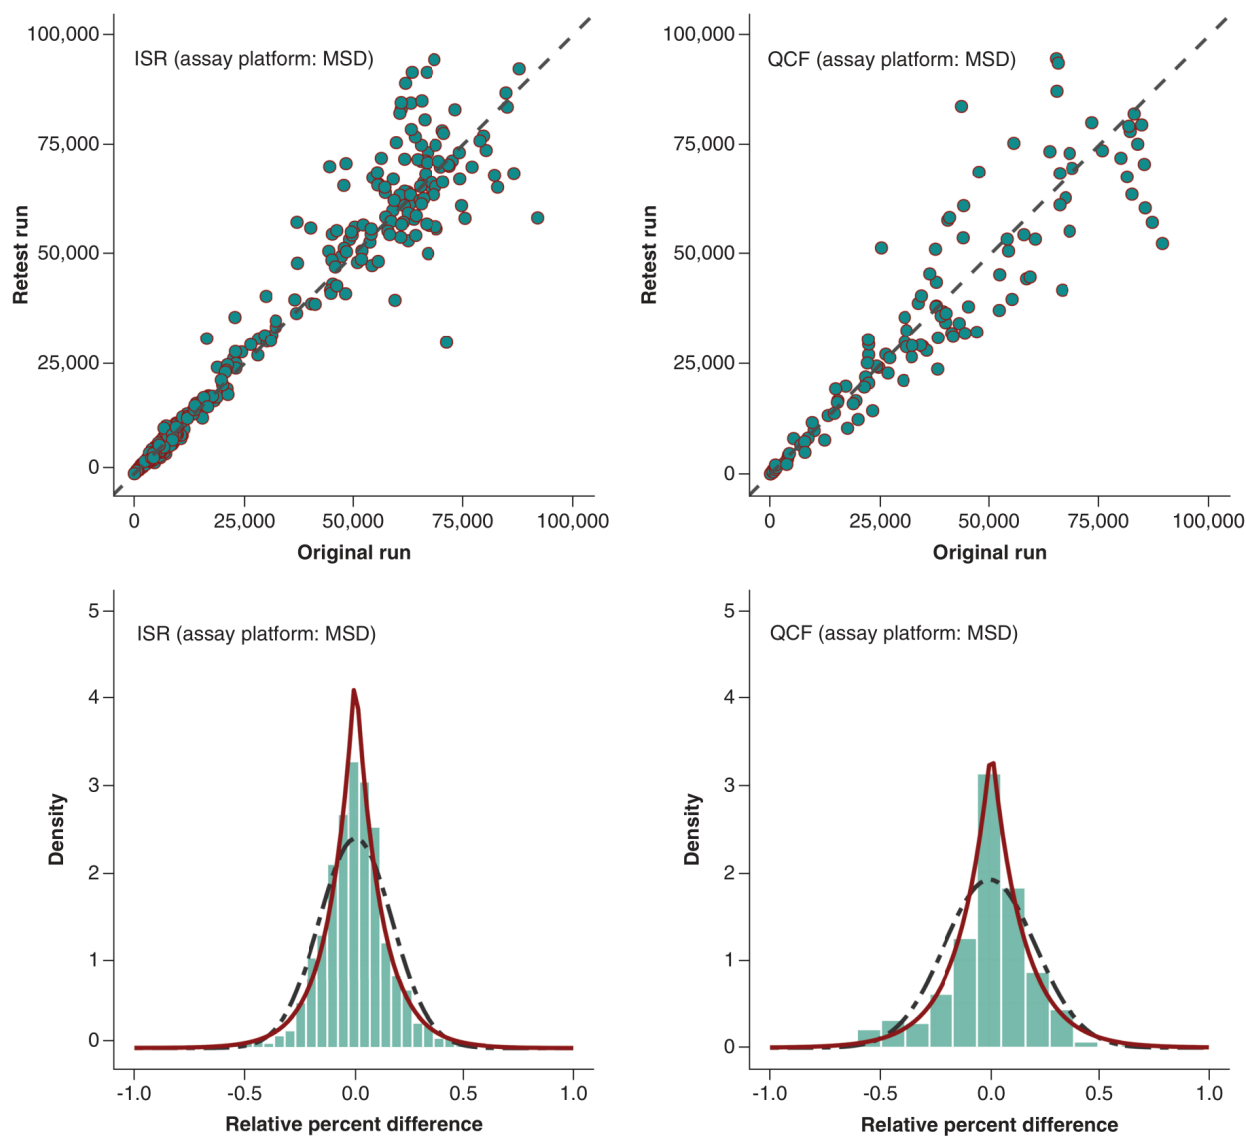 ISR (assay platform: MSD)
100,000
75,000
50,000
25,000
0
Retest run
0 25,000 50,000 75,000 100,000
Original run
QCF (assay platform: MSD)
100,000
75,000
50,000
25,000
0
Retest run
0 25,000 50,000 75,000 100,000
Original run
ISR (assay platform: MSD)
5
4
3
2
1
0
Density
-1.0 -0.5 0.0 0.5 1.0
Relative percent difference
QCF (assay platform: MSD)
5
4
3
2
1
0
Density
-1.0 -0.5 0.0 0.5 1.0
Relative percent difference